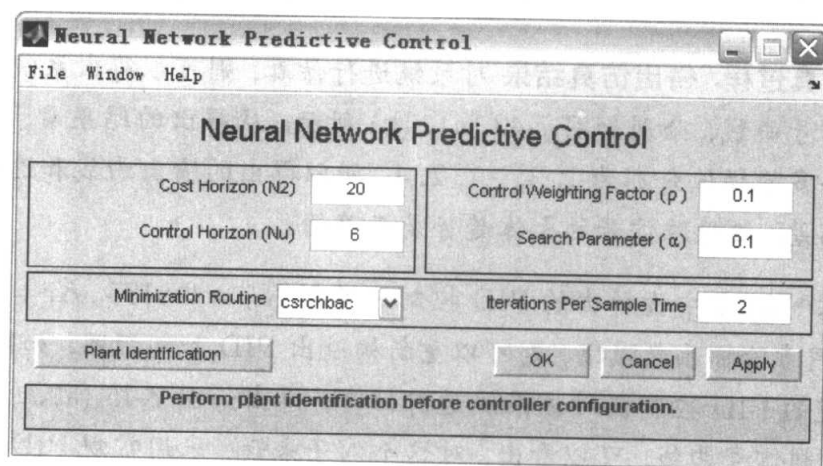 Neural Network Predictive Control
File Window Help
Neural Network Predictive Control
Cost Horizon (N2) 20
Control Weighting Factor (ρ) 0.1
Control Horizon (Nu) 6
Search Parameter (α) 0.1
Minimization Routine csrchbac
Iterations Per Sample Time 2
Plant Identification
OK Cancel Apply
Perform plant identification before controller configuration.